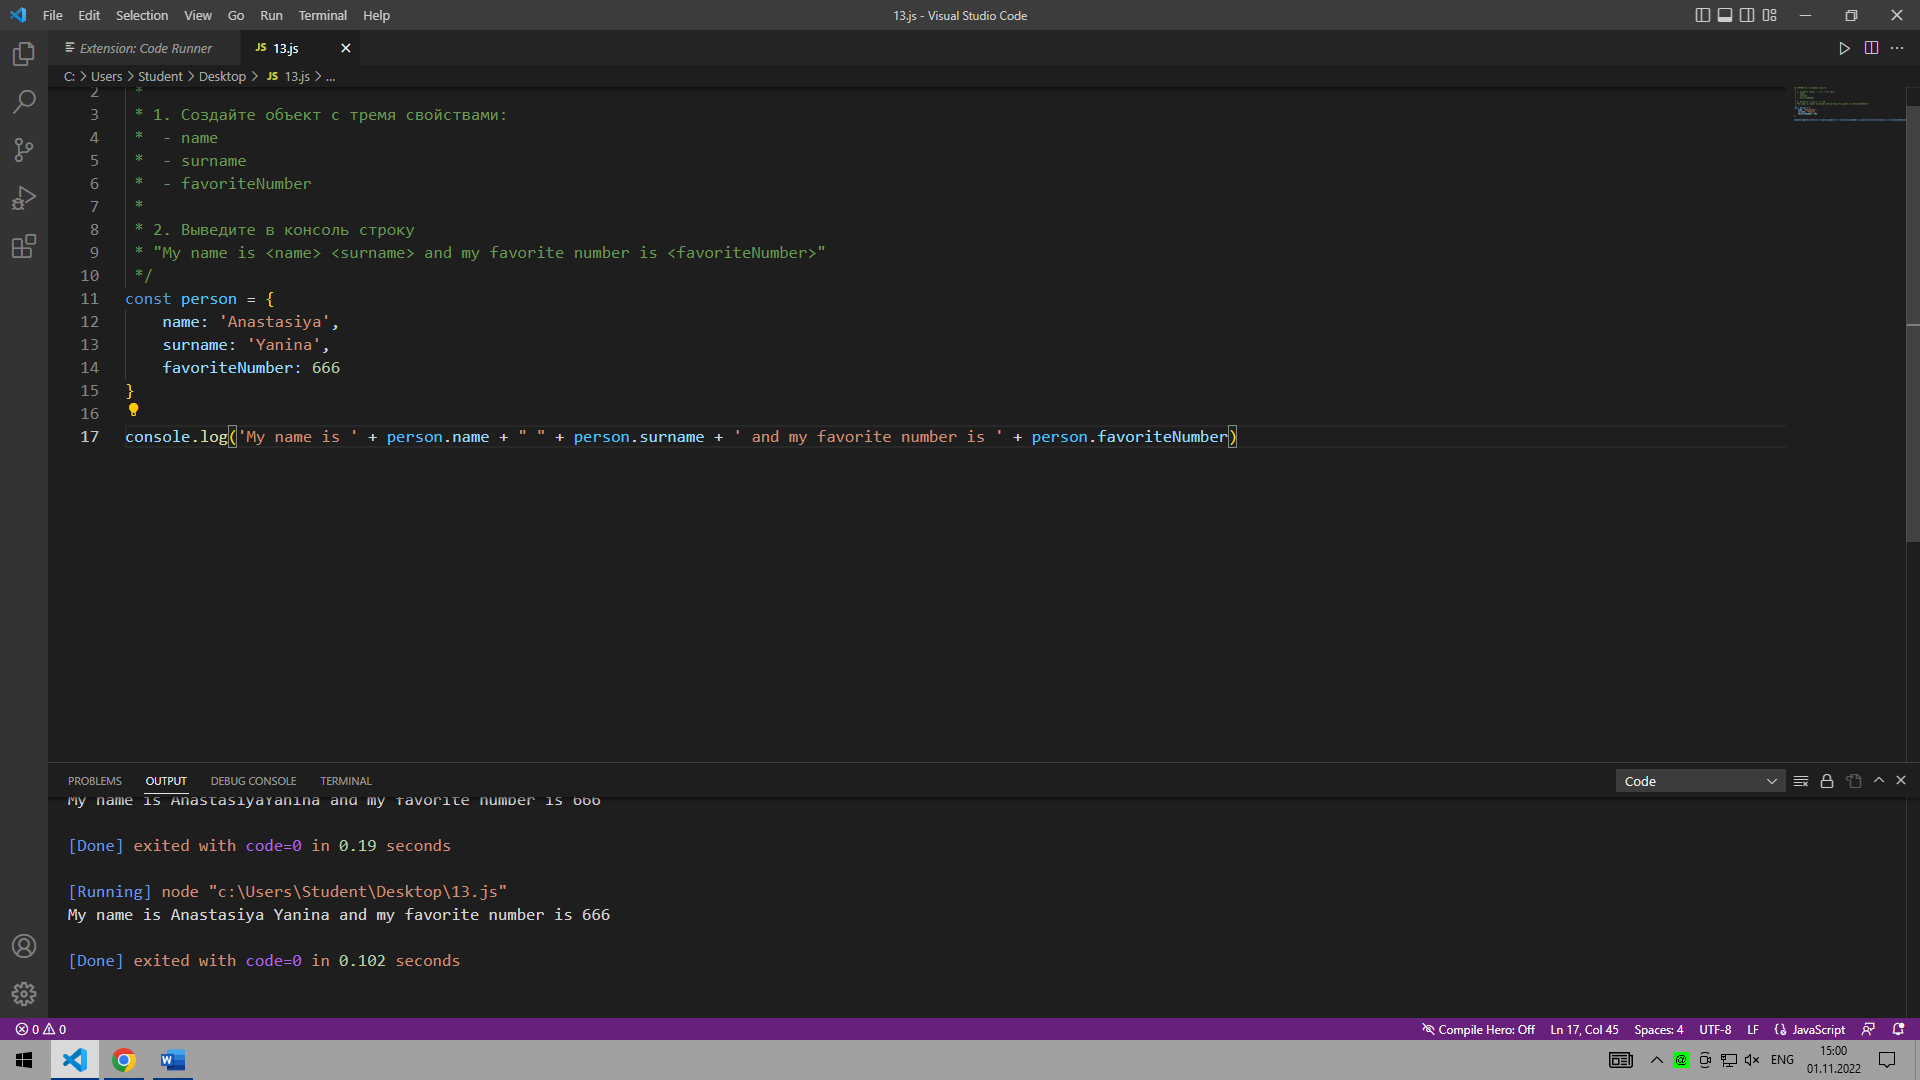 File Edit Selection View Go Run Terminal Help
13.js - Visual Studio Code
Extension: Code Runner
JS 13.js
C: > Users > Student > Desktop > JS 13.js > ...
2 *
3 * 1. Создайте объект с тремя свойствами:
4 * - name
5 * - surname
6 * - favoriteNumber
7 *
8 * 2. Выведите в консоль строку
9 * "My name is <name> <surname> and my favorite number is <favoriteNumber>"
10 */
11 const person = {
12 name: 'Anastasiya',
13 surname: 'Yanina',
14 favoriteNumber: 666
15 }
16
17 console.log('My name is ' + person.name + " " + person.surname + ' and my favorite number is ' + person.favoriteNumber)
PROBLEMS OUTPUT DEBUG CONSOLE TERMINAL
Code
My name is AnastasiyaYanina and my favorite number is 666
[Done] exited with code=0 in 0.19 seconds
[Running] node "c:\Users\Student\Desktop\13.js"
My name is Anastasiya Yanina and my favorite number is 666
[Done] exited with code=0 in 0.102 seconds
0 0
Compile Hero: Off Ln 17, Col 45 Spaces: 4 UTF-8 LF JavaScript
ENG
15:00
01.11.2022